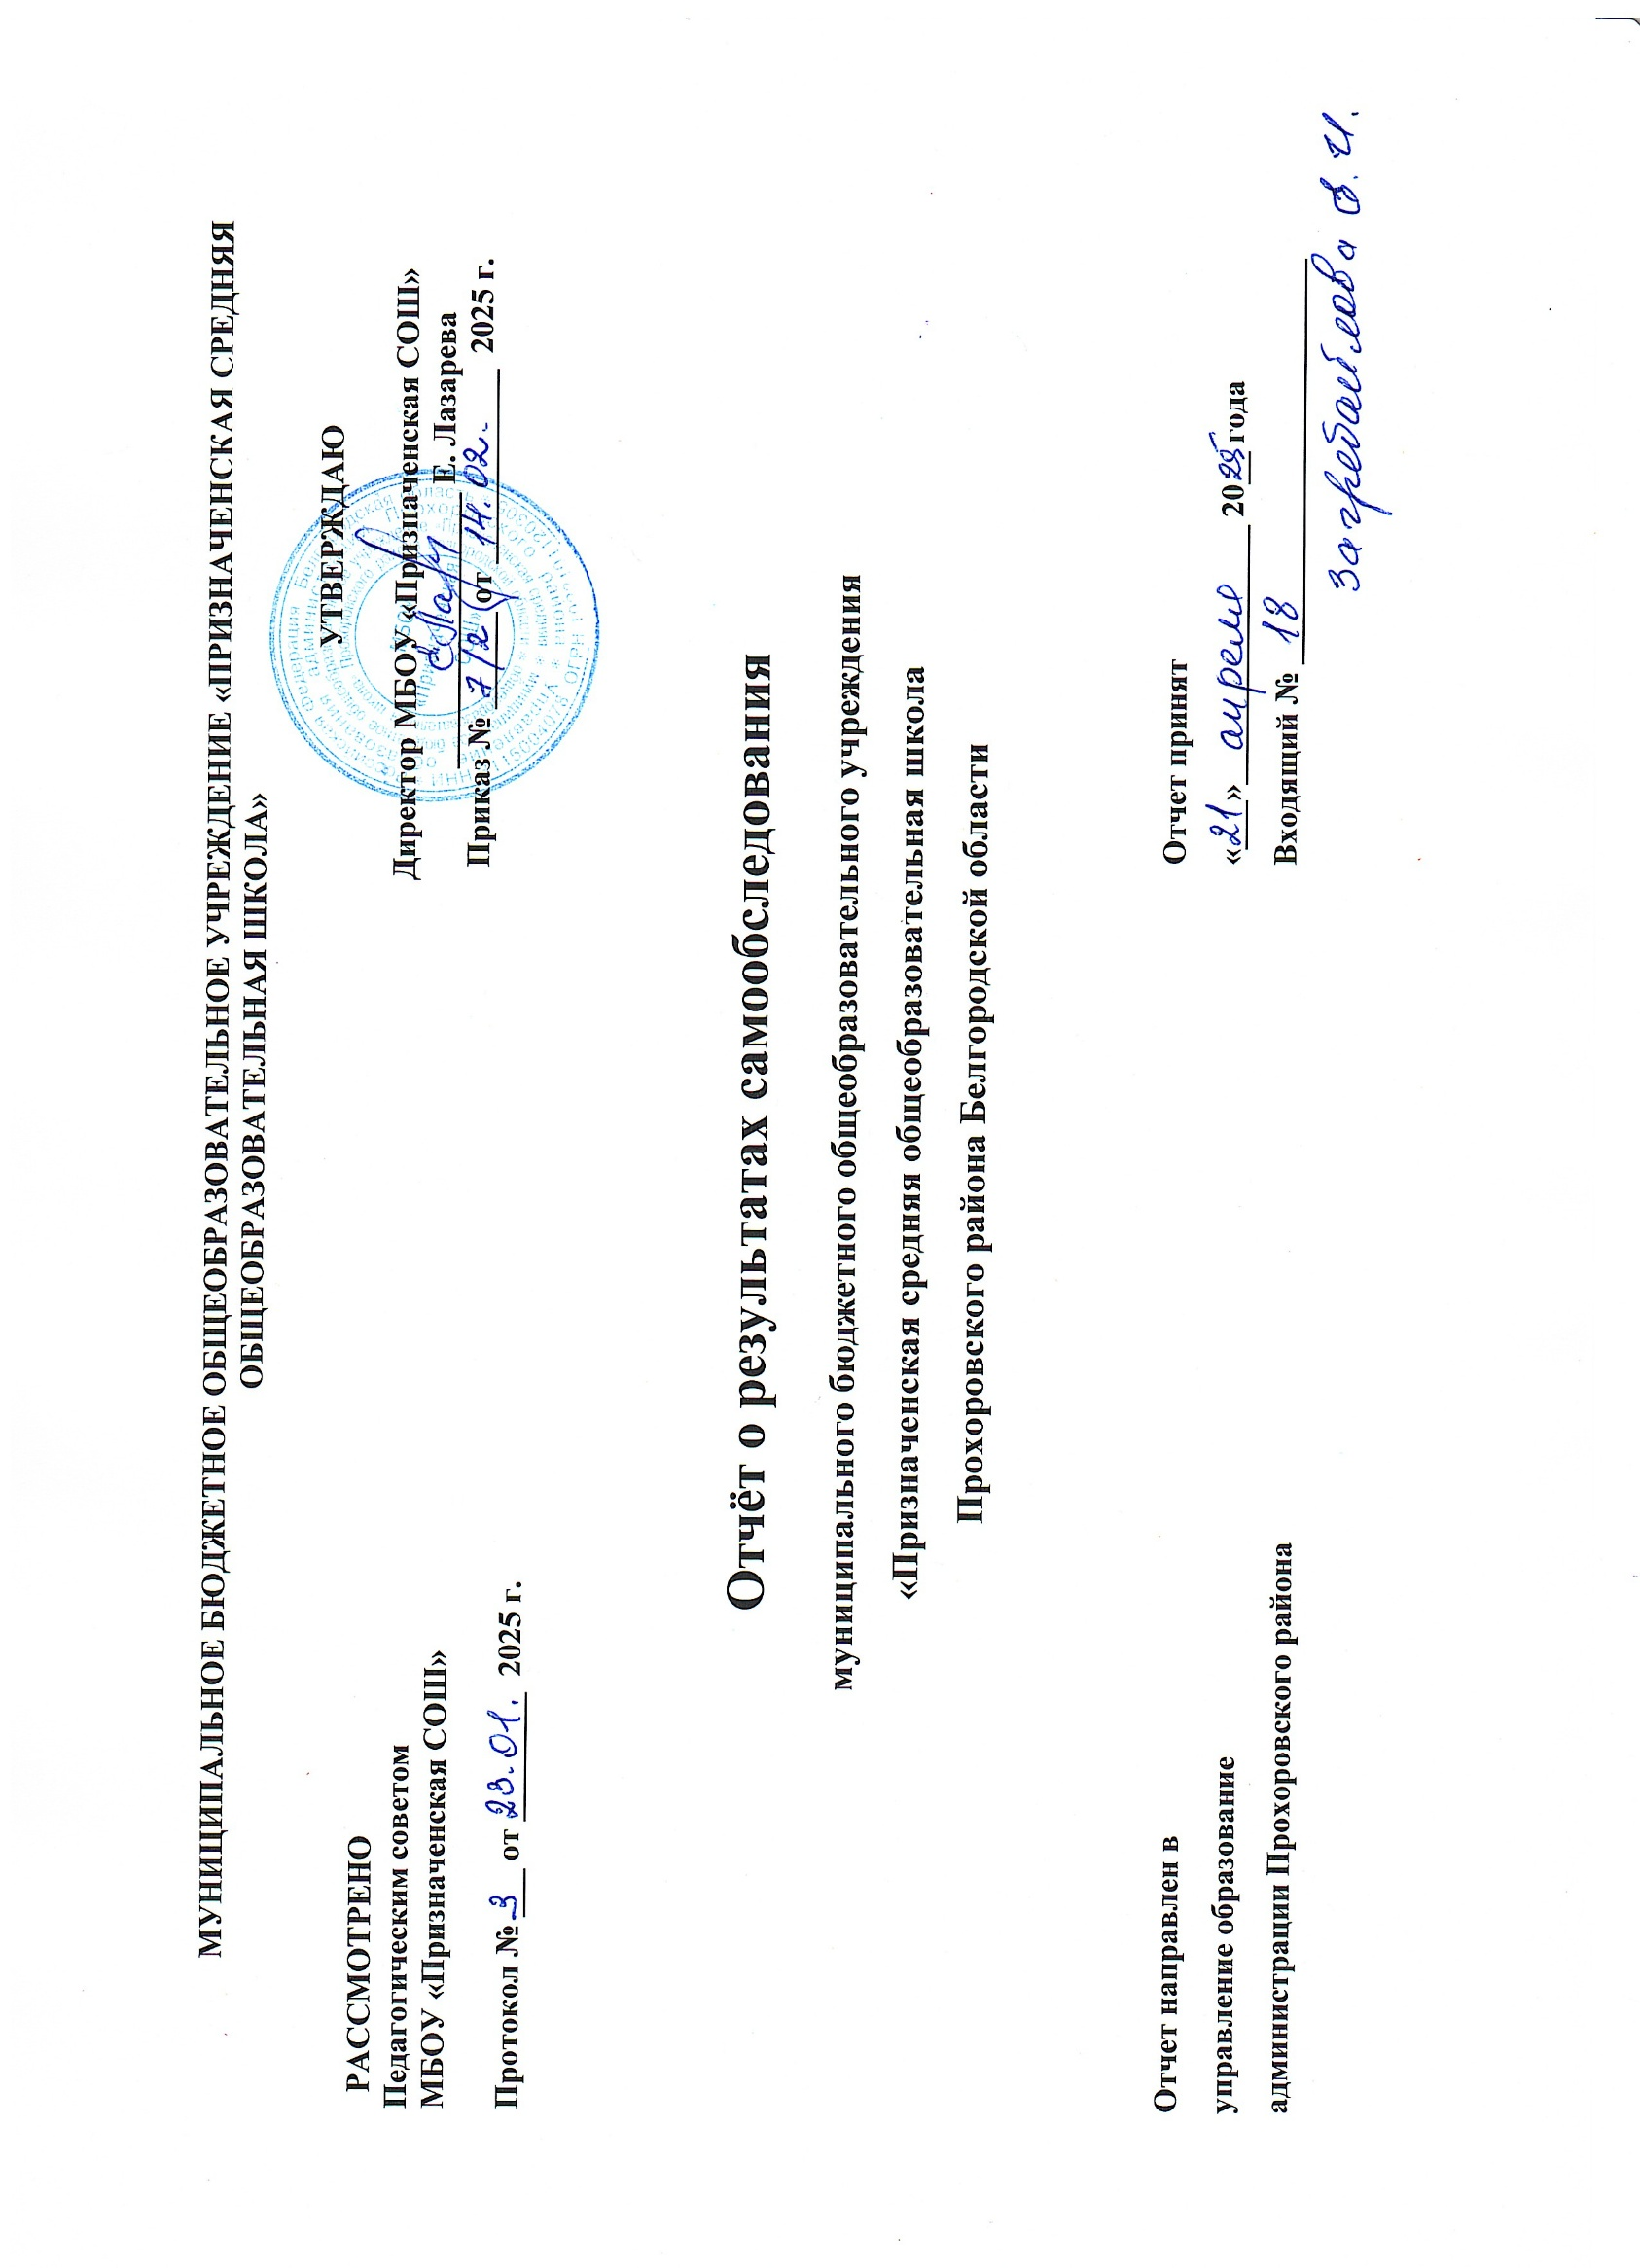 МУНИЦИПАЛЬНОЕ БЮДЖЕТНОЕ ОБЩЕОБРАЗОВАТЕЛЬНОЕ УЧРЕЖДЕНИЕ «ПРИЗНАЧЕНСКАЯ СРЕДНЯЯ
ОБЩЕОБРАЗОВАТЕЛЬНАЯ ШКОЛА»
РАССМОТРЕНО
Педагогическим советом
МБОУ «Призначенская СОШ»
Протокол № 3 от 23.01. 2025 г.
УТВЕРЖДАЮ
Директор МБОУ «Призначенская СОШ»
Е. Лазарева
Приказ № 7/2 от 14.02. 2025 г.
Отчёт о результатах самообследования
муниципального бюджетного общеобразовательного учреждения
«Призначенская средняя общеобразовательная школа
Прохоровского района Белгородской области
Отчет направлен в
управление образование
администрации Прохоровского района
Отчет принят
«21» апреля 2025 года
Входящий № 18